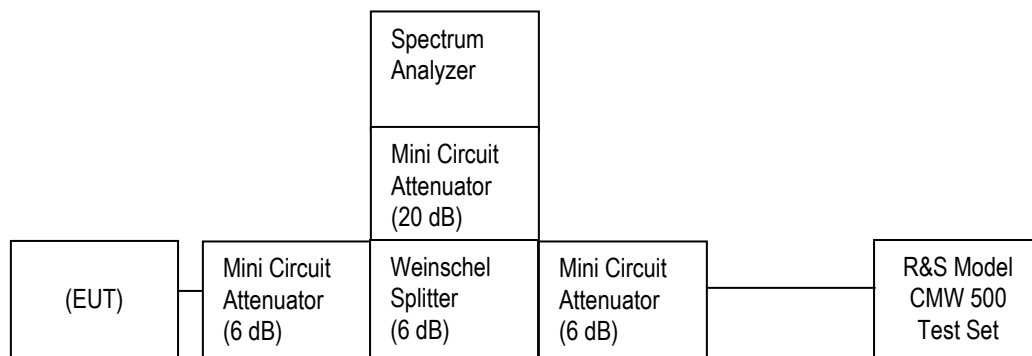 Spectrum
Analyzer
Mini Circuit
Attenuator
(20 dB)
(EUT)
Mini Circuit
Attenuator
(6 dB)
Weinschel
Splitter
(6 dB)
Mini Circuit
Attenuator
(6 dB)
R&S Model
CMW 500
Test Set